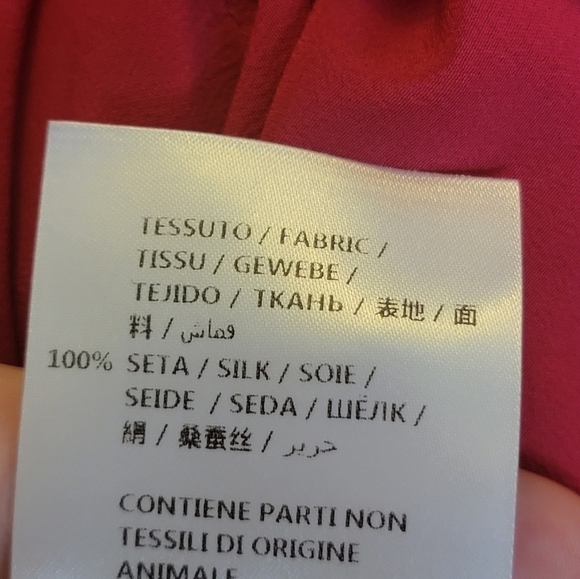 TESSUTO / FABRIC /
TISSU / GEWEBE /
TEJIDO / ТКАНЬ / 表地 / 面
料 / قماش
100% SETA / SILK / SOIE /
SEIDE / SEDA / ШЁЛК /
絹 / 桑蚕丝 / حرير
CONTIENE PARTI NON
TESSILI DI ORIGINE
ANIMALE